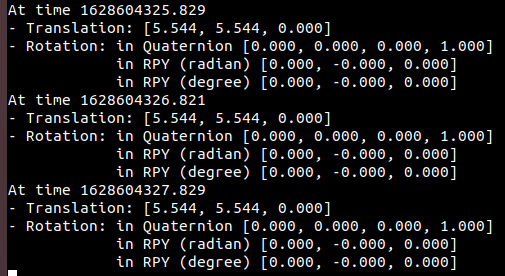 At time 1628604325.829
- Translation: [5.544, 5.544, 0.000]
- Rotation: in Quaternion [0.000, 0.000, 0.000, 1.000]
            in RPY (radian) [0.000, -0.000, 0.000]
            in RPY (degree) [0.000, -0.000, 0.000]
At time 1628604326.821
- Translation: [5.544, 5.544, 0.000]
- Rotation: in Quaternion [0.000, 0.000, 0.000, 1.000]
            in RPY (radian) [0.000, -0.000, 0.000]
            in RPY (degree) [0.000, -0.000, 0.000]
At time 1628604327.829
- Translation: [5.544, 5.544, 0.000]
- Rotation: in Quaternion [0.000, 0.000, 0.000, 1.000]
            in RPY (radian) [0.000, -0.000, 0.000]
            in RPY (degree) [0.000, -0.000, 0.000]